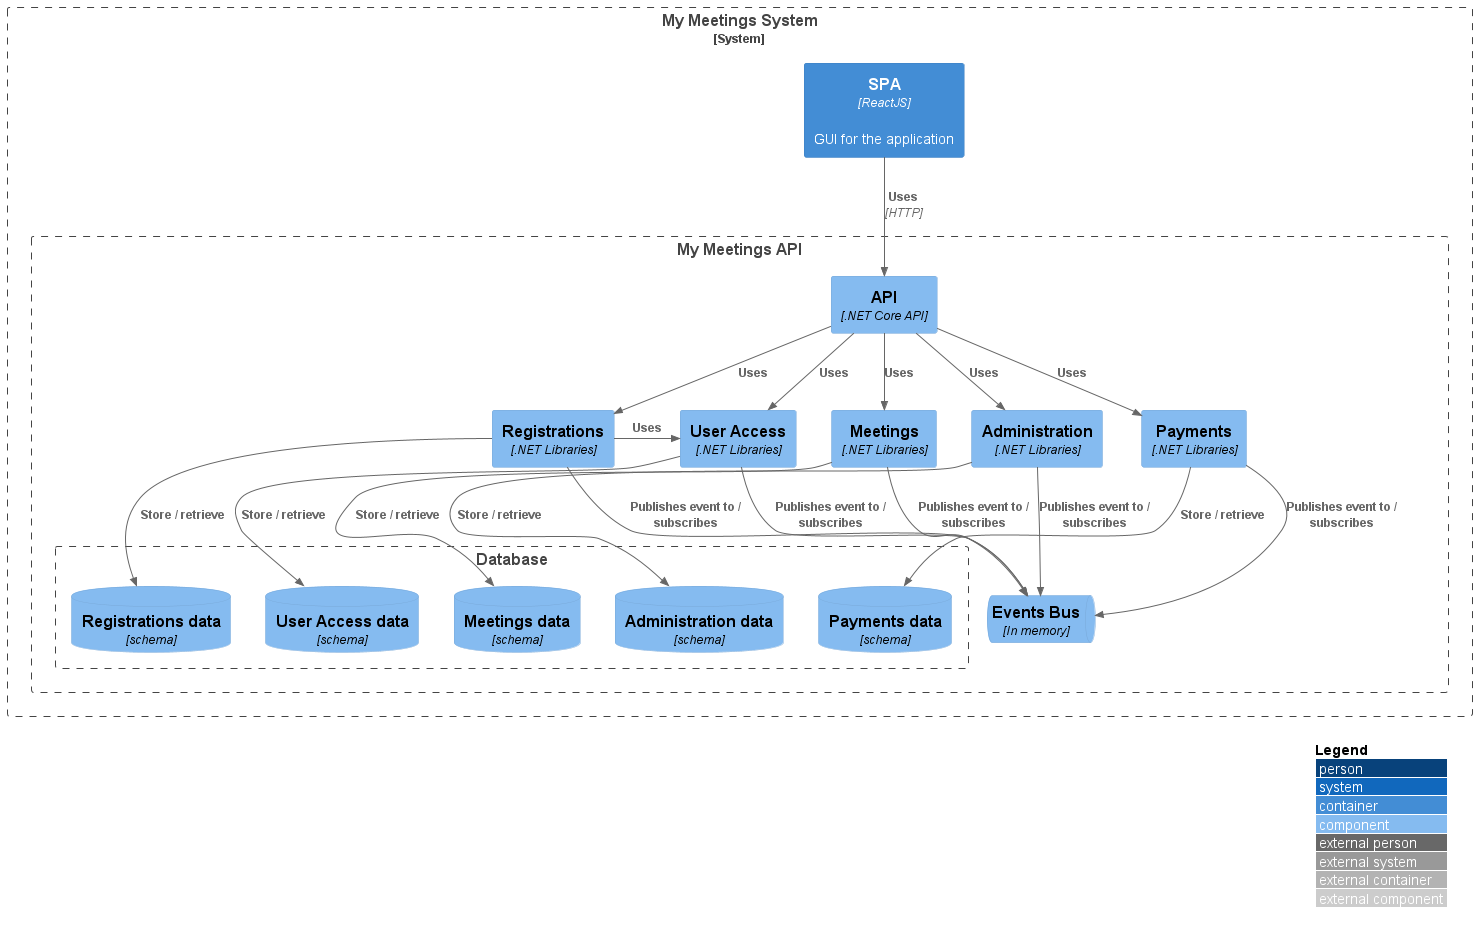 My Meetings System
[System]
SPA
[ReactJS]
GUI for the application
Uses
[HTTP]
My Meetings API
API
[.NET Core API]
Uses
Uses
Uses
Uses
Uses
Registrations
[.NET Libraries]
Uses
User Access
[.NET Libraries]
Meetings
[.NET Libraries]
Administration
[.NET Libraries]
Payments
[.NET Libraries]
Store / retrieve
Store / retrieve
Store / retrieve
Store / retrieve
Publishes event to /
subscribes
Publishes event to /
subscribes
Publishes event to /
subscribes
Publishes event to /
subscribes
Store / retrieve
Publishes event to /
subscribes
Database
Registrations data
[schema]
User Access data
[schema]
Meetings data
[schema]
Administration data
[schema]
Payments data
[schema]
Events Bus
[In memory]
Legend
person
system
container
component
external person
external system
external container
external component